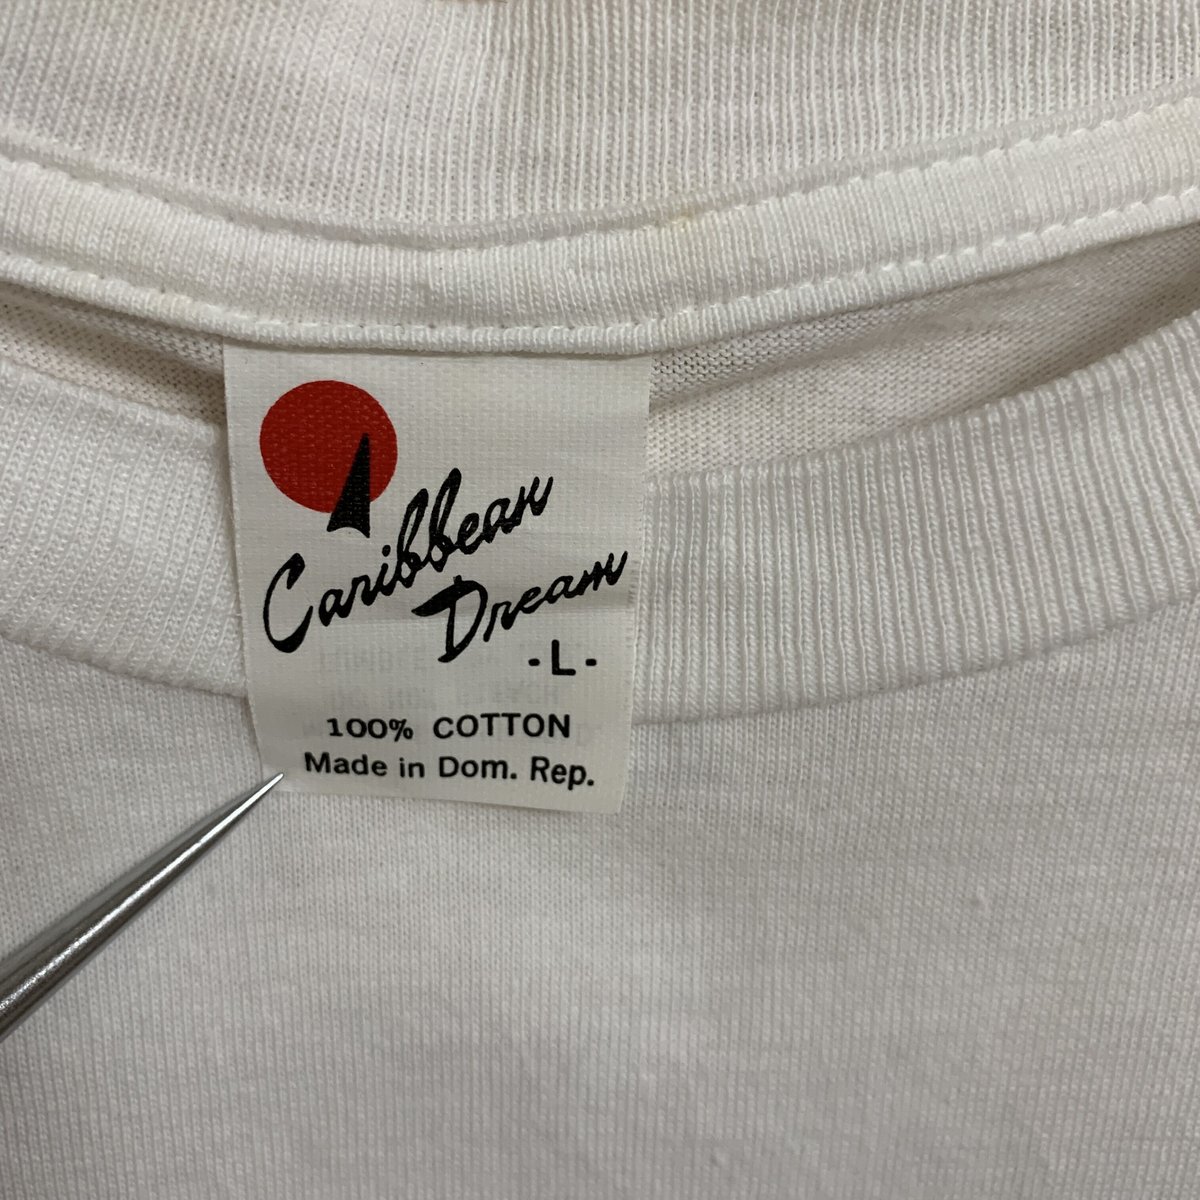 Caribbean
Dream
-L-
100% COTTON
Made in Dom. Rep.